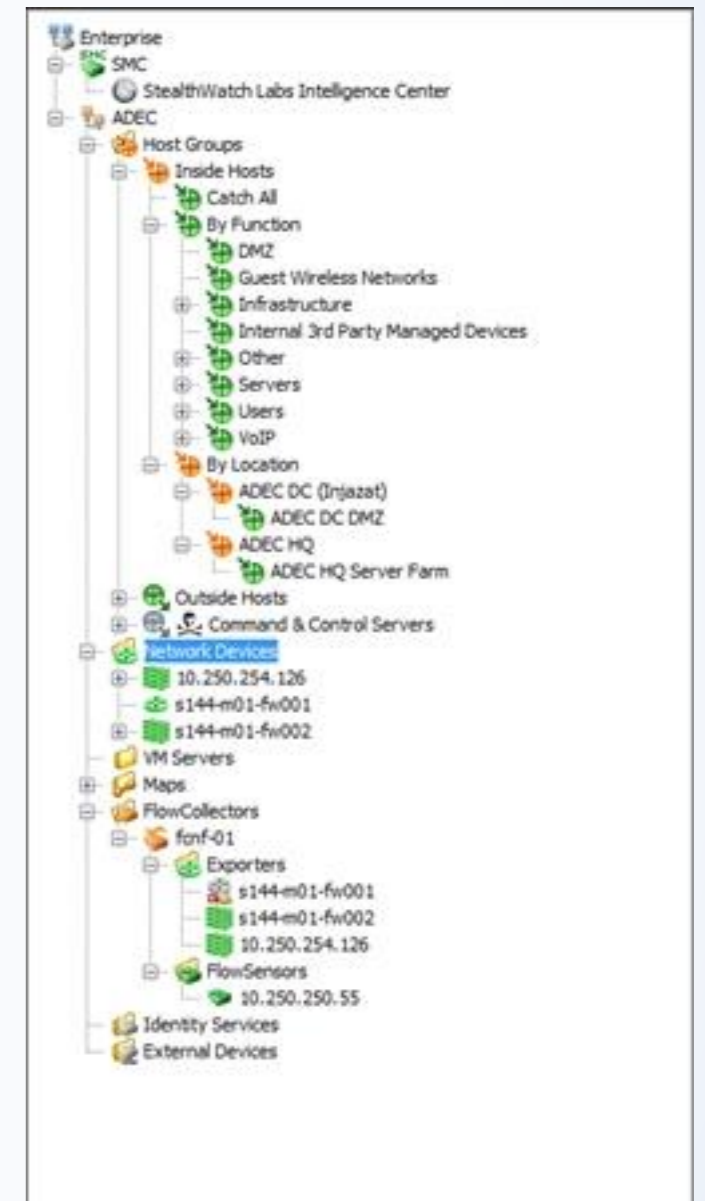 Enterprise
SMC
StealthWatch Labs Intelligence Center
ADEC
Host Groups
Inside Hosts
Catch All
By Function
DMZ
Guest Wireless Networks
Infrastructure
Internal 3rd Party Managed Devices
Other
Servers
Users
VoIP
By Location
ADEC DC (Injazat)
ADEC DC DMZ
ADEC HQ
ADEC HQ Server Farm
Outside Hosts
Command & Control Servers
Network Devices
10.250.254.126
s144-m01-fw001
s144-m01-fw002
VM Servers
Maps
FlowCollectors
fcnf-01
Exporters
s144-m01-fw001
s144-m01-fw002
10.250.254.126
FlowSensors
10.250.250.55
Identity Services
External Devices